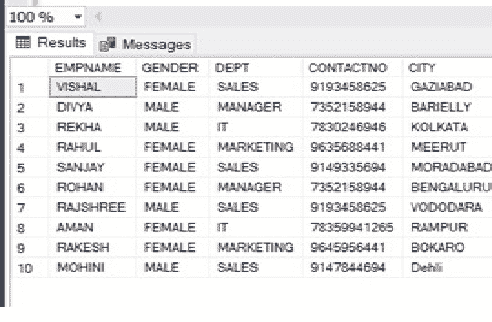 100 %
Results Messages
EMPNAME GENDER DEPT CONTACTNO CITY
1 VISHAL FEMALE SALES 9193458625 GAZIABAD
2 DIVYA MALE MANAGER 7352158944 BARIELLY
3 REKHA MALE IT 7830246946 KOLKATA
4 RAHUL FEMALE MARKETING 9635688441 MEERUT
5 SANJAY FEMALE SALES 9149335694 MORADABAD
6 ROHAN FEMALE MANAGER 7352158944 BENGALURU
7 RAJSHREE MALE SALES 9193458625 VODODARA
8 AMAN FEMALE IT 78359941265 RAMPUR
9 RAKESH FEMALE MARKETING 9645956441 BOKARO
10 MOHINI MALE SALES 9147844694 Dehli